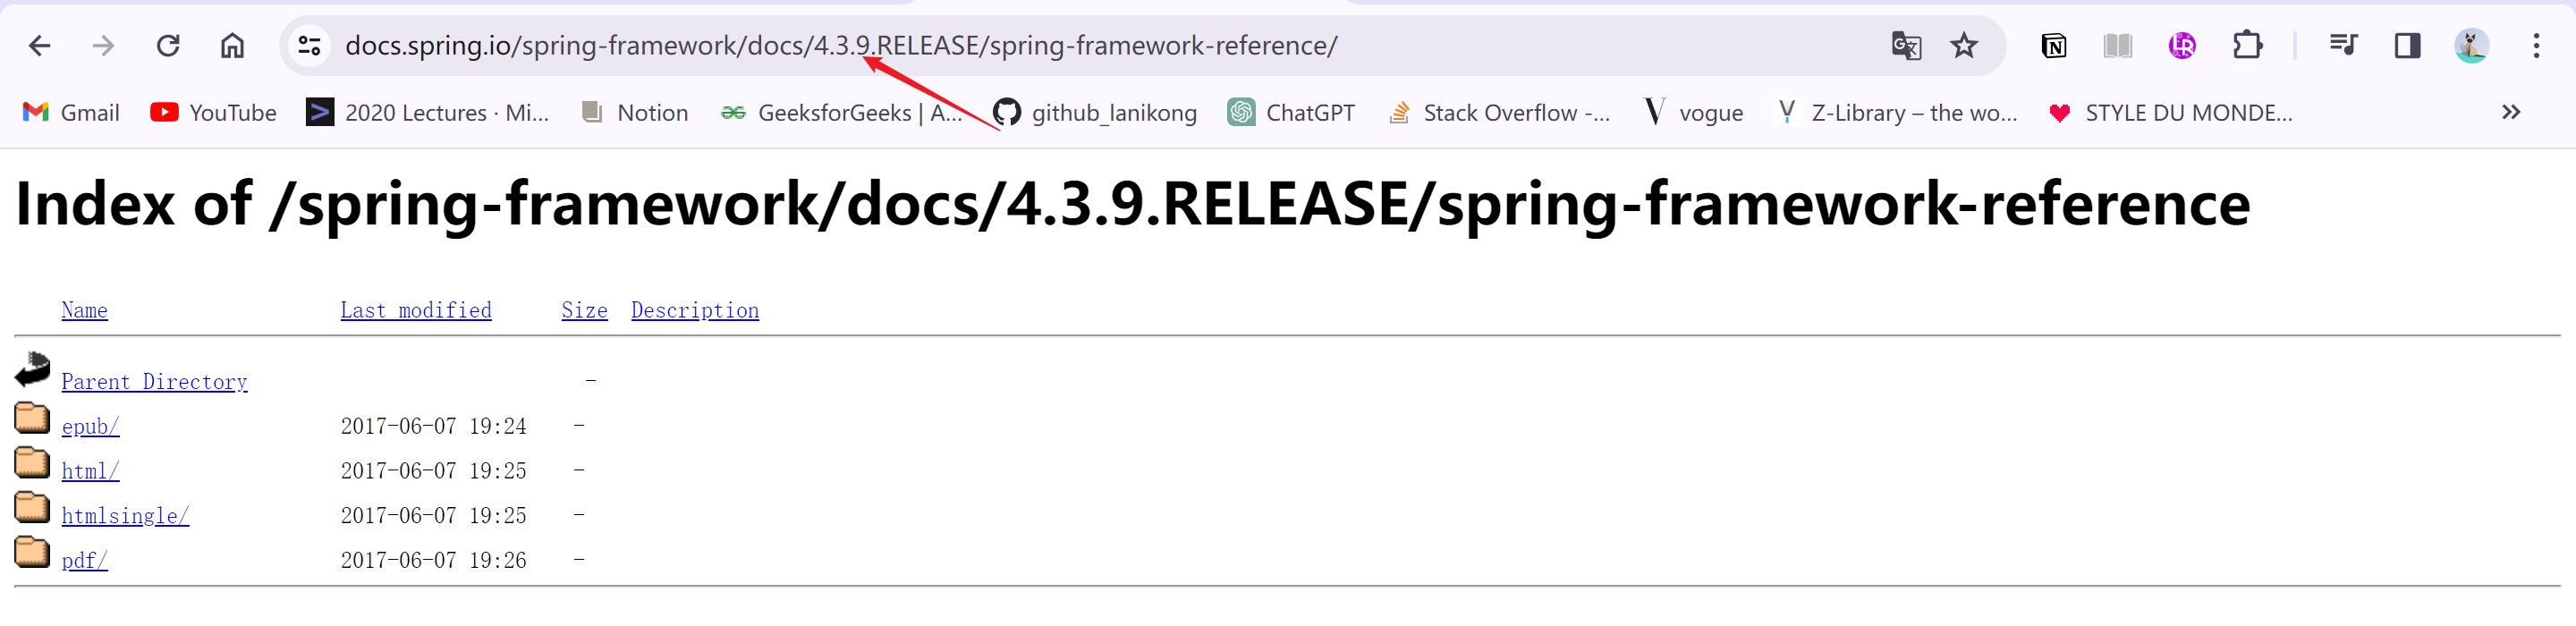 docs.spring.io/spring-framework/docs/4.3.9.RELEASE/spring-framework-reference/
Gmail YouTube 2020 Lectures · Mi... Notion GeeksforGeeks | A... github_lanikong ChatGPT Stack Overflow -... vogue Z-Library – the wo... STYLE DU MONDE...
Index of /spring-framework/docs/4.3.9.RELEASE/spring-framework-reference
Name Last modified Size Description
Parent Directory -
epub/ 2017-06-07 19:24 -
html/ 2017-06-07 19:25 -
htmlsingle/ 2017-06-07 19:25 -
pdf/ 2017-06-07 19:26 -